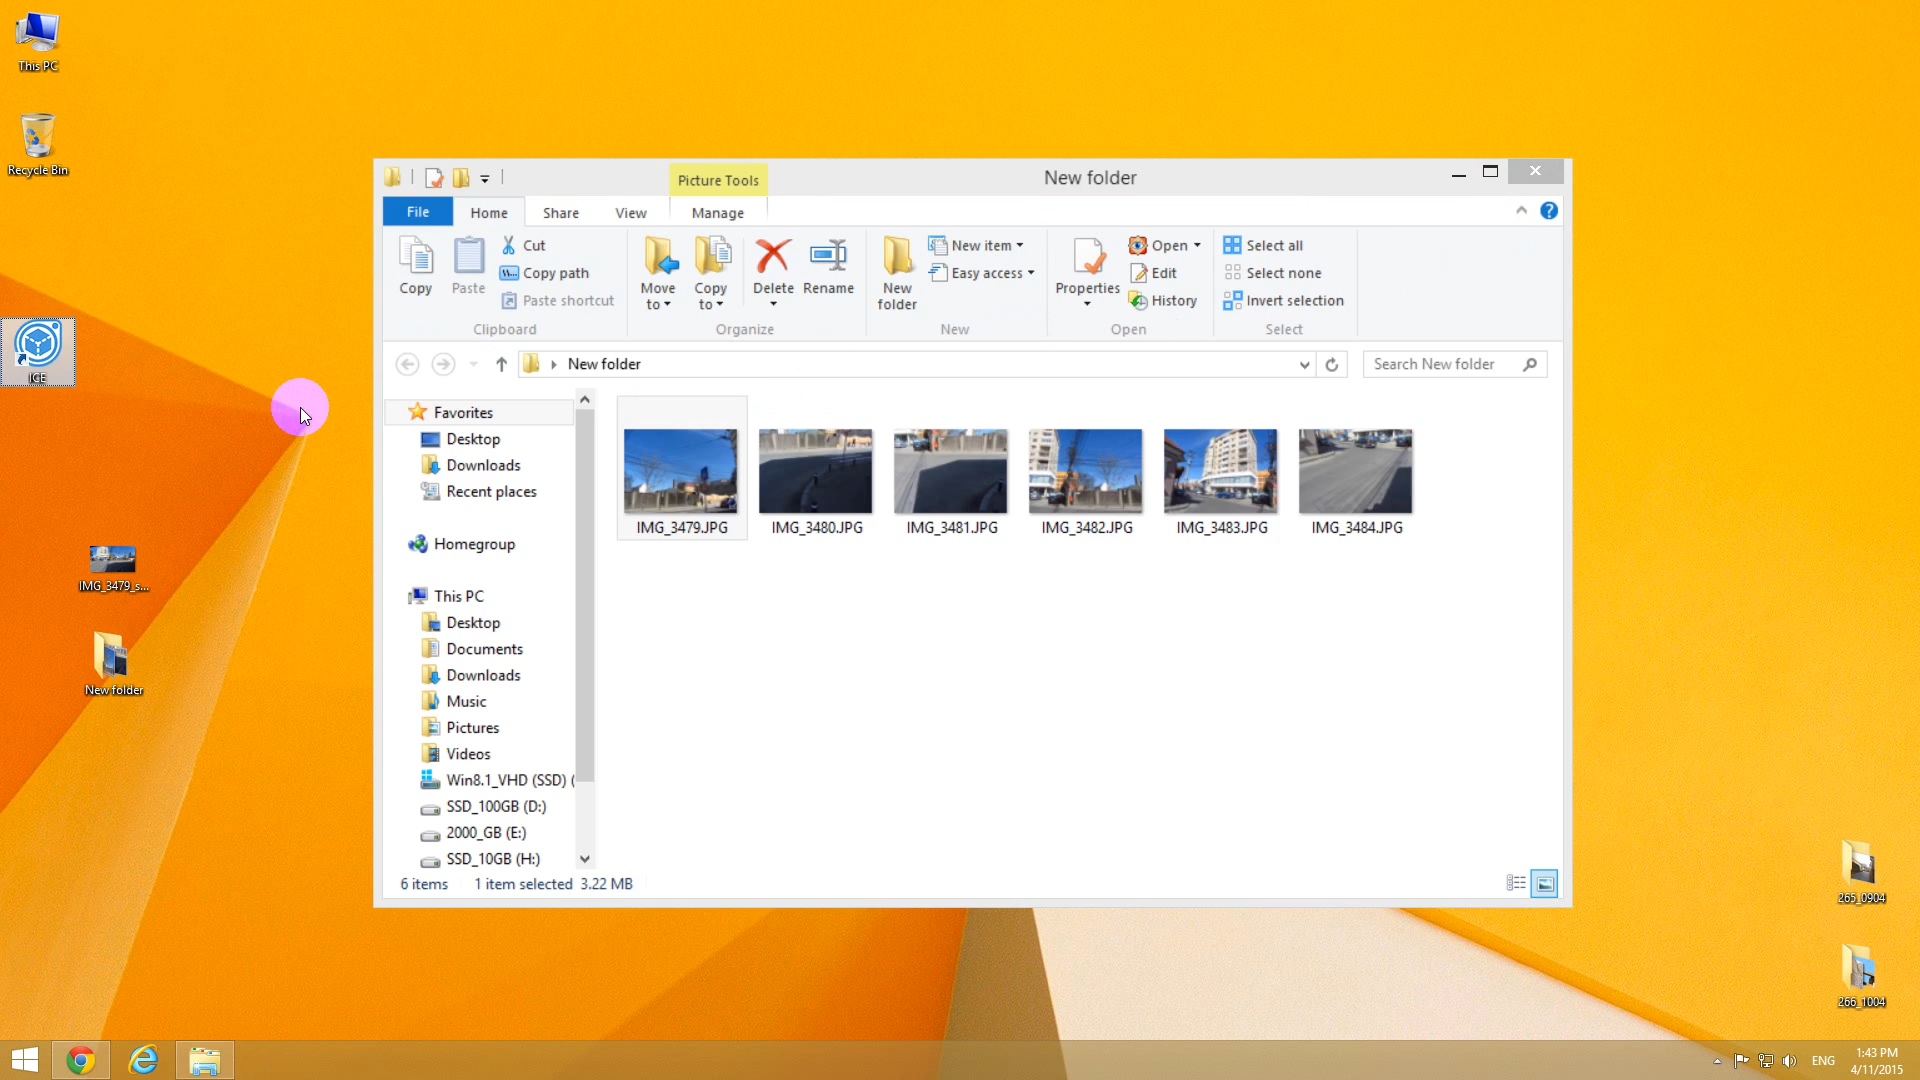 This PC
Recycle Bin
ICE
IMG_3479_s...
New folder
Picture Tools
New folder
File
Home
Share
View
Manage
Copy
Paste
Cut
Copy path
Paste shortcut
Clipboard
Move to
Copy to
Delete
Rename
Organize
New folder
New item
Easy access
New
Properties
Open
Edit
History
Open
Select all
Select none
Invert selection
Select
New folder
Search New folder
Favorites
Desktop
Downloads
Recent places
Homegroup
This PC
Desktop
Documents
Downloads
Music
Pictures
Videos
Win8.1_VHD (SSD) (
SSD_100GB (D:)
2000_GB (E:)
SSD_10GB (H:)
IMG_3479.JPG
IMG_3480.JPG
IMG_3481.JPG
IMG_3482.JPG
IMG_3483.JPG
IMG_3484.JPG
6 items
1 item selected 3.22 MB
265_0904
266_1004
ENG
1:43 PM
4/11/2015